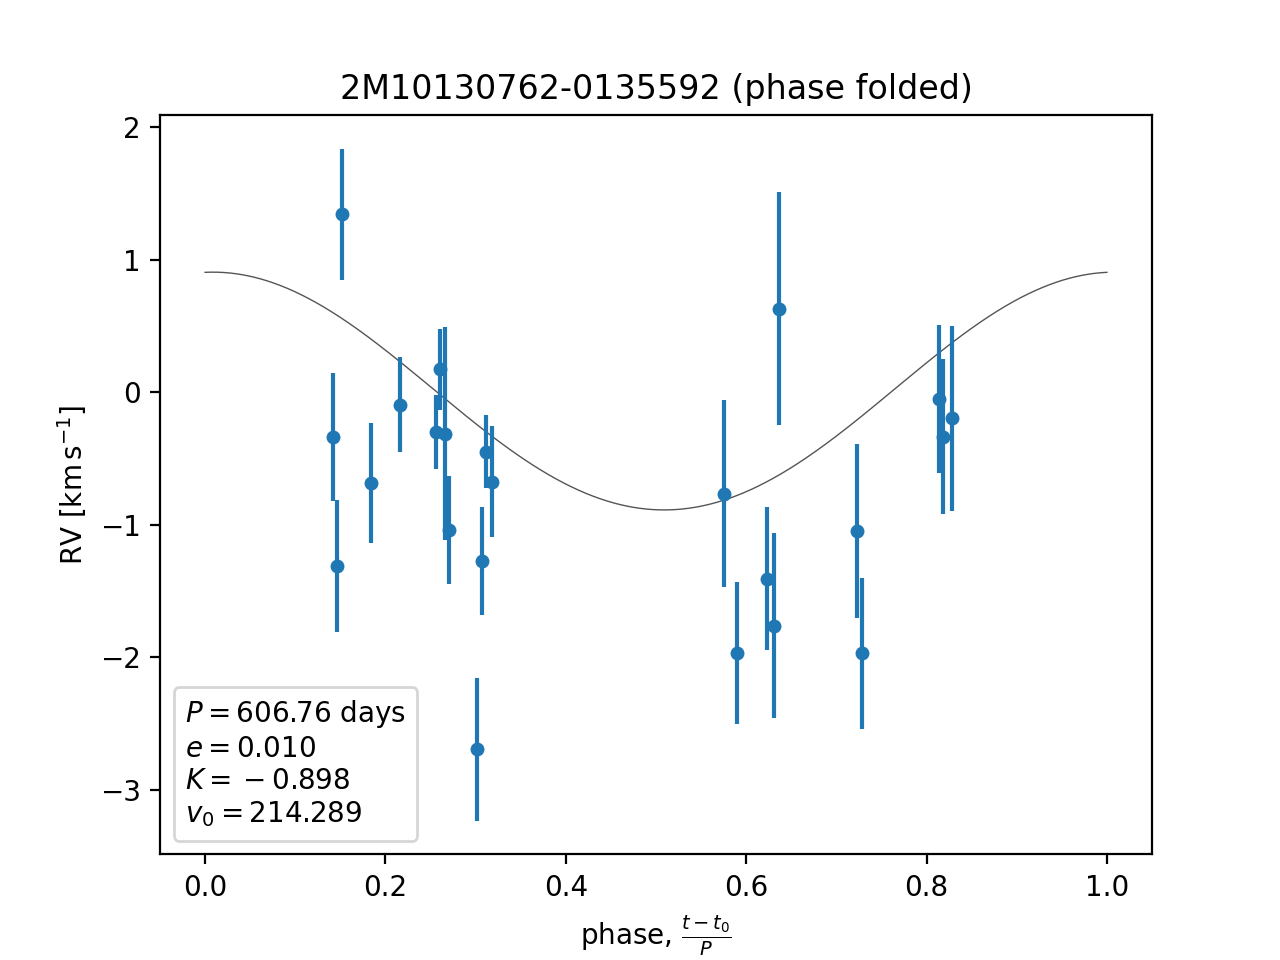 2M10130762-0135592 (phase folded)
2
1
0
−1
−2
−3
RV [km s⁻¹]
P = 606.76 days
e = 0.010
K = −0.898
v₀ = 214.289
0.0 0.2 0.4 0.6 0.8 1.0
phase, (t − t₀)/P